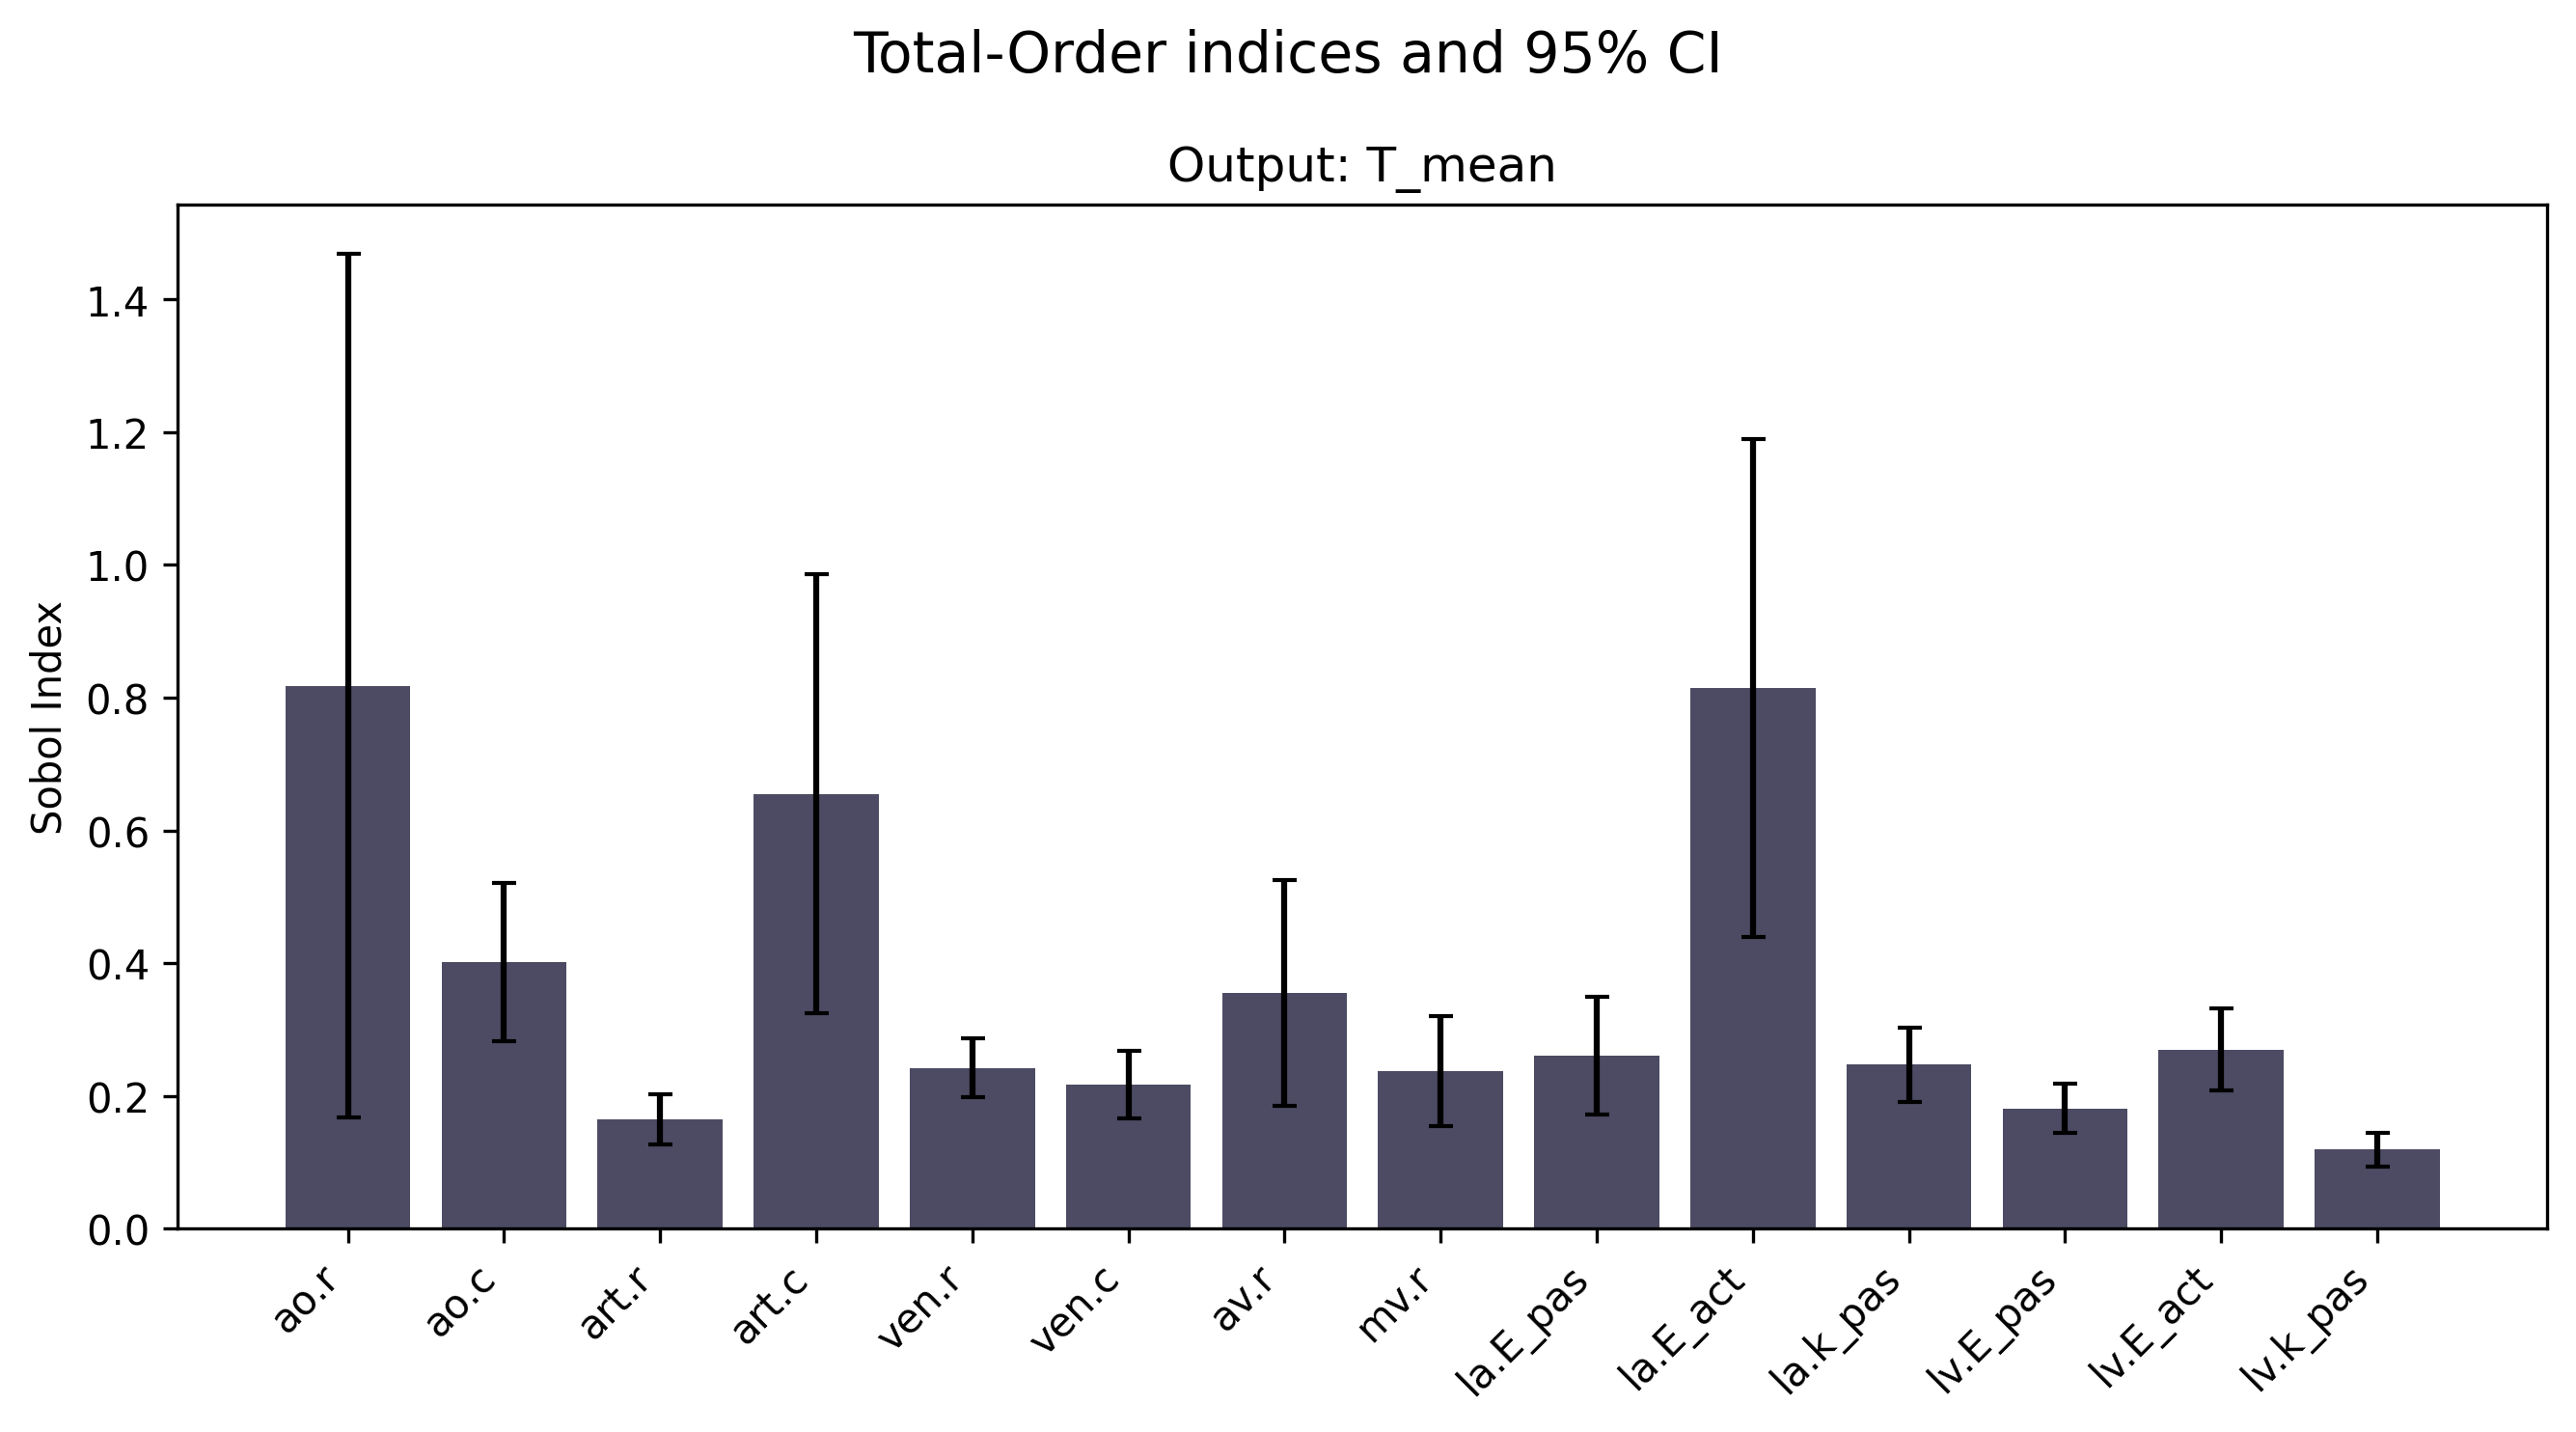 Total-Order indices and 95% CI
Output: T_mean
Sobol Index
1.4
1.2
1.0
0.8
0.6
0.4
0.2
0.0
ao.r
ao.c
art.r
art.c
ven.r
ven.c
av.r
mv.r
la.E_pas
la.E_act
la.k_pas
lv.E_pas
lv.E_act
lv.k_pas